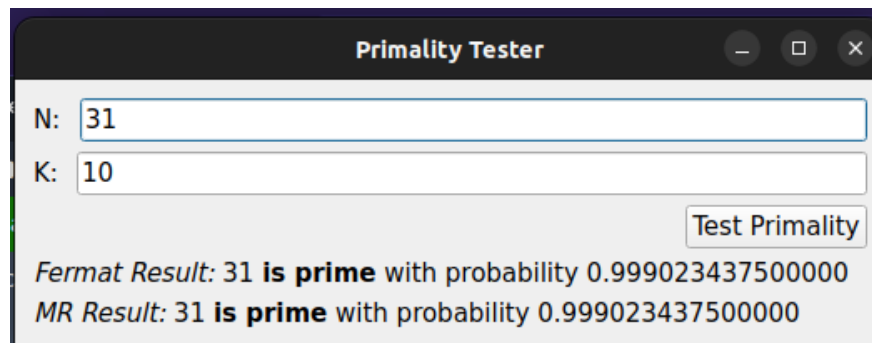 Primality Tester
N: 31
K: 10
Test Primality
Fermat Result: 31 is prime with probability 0.999023437500000
MR Result: 31 is prime with probability 0.999023437500000